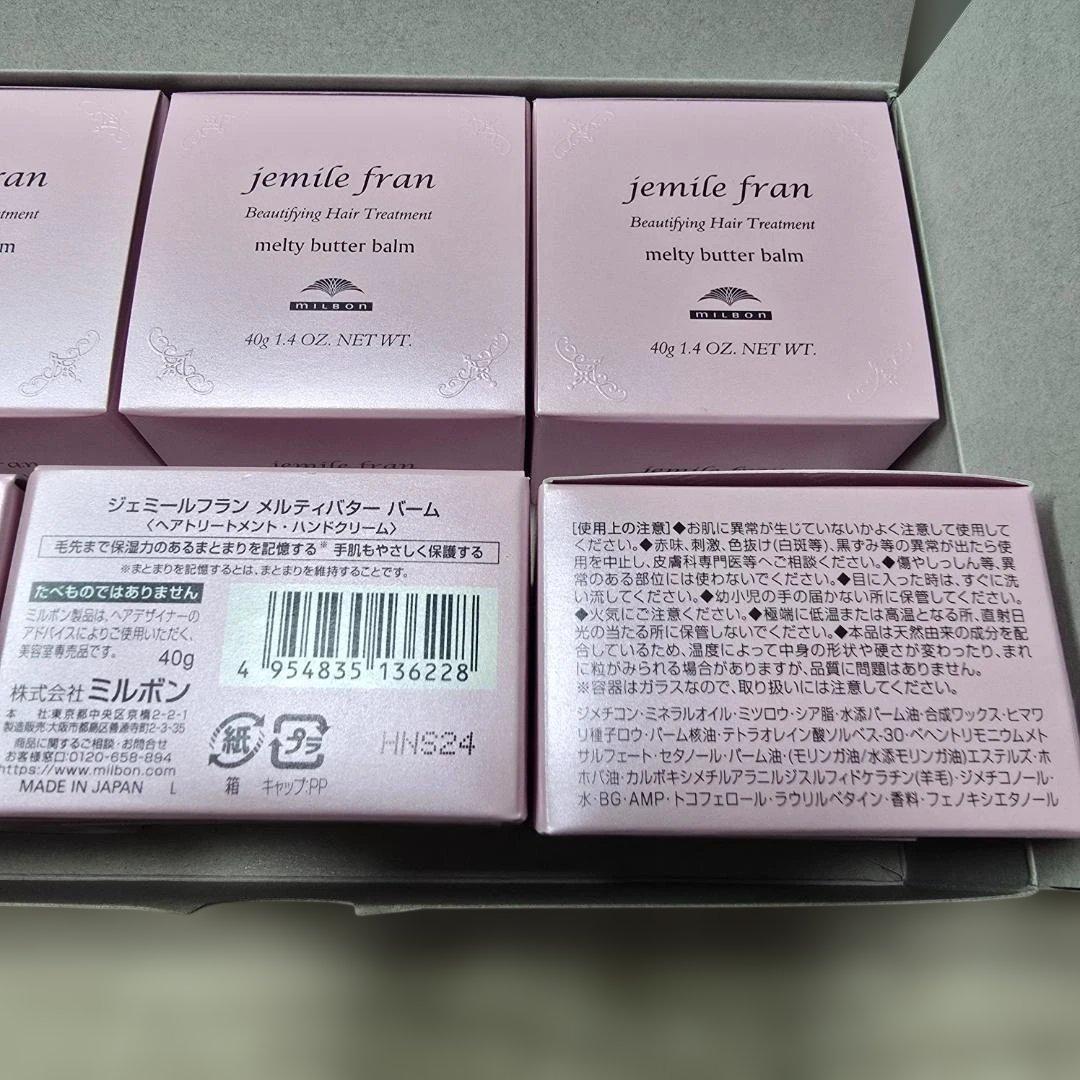 ran
tment
m
jemile fran
Beautifying Hair Treatment
melty butter balm
MILBON
40g 1.4 OZ. NET WT.
jemile fran
Beautifying Hair Treatment
melty butter balm
MILBON
40g 1.4 OZ. NET WT.
ran
jemile fran
jemile fran
ジェミールフラン メルティバター バーム
〈ヘアトリートメント・ハンドクリーム〉
毛先まで保湿力のあるまとまりを記憶する※ 手肌もやさしく保護する
※まとまりを記憶するとは、まとまりを維持することです。
たべものではありません
ミルボン製品は、ヘアデザイナーの
アドバイスによりご使用いただく、
美容室専売品です。
40g
4 954835 136228
株式会社 ミルボン
本 社:東京都中央区京橋2-2-1
製造販売:大阪市都島区善源寺町2-3-35
商品に関するご相談・お問合せ
お客様窓口:0120-658-894
https://www.milbon.com
MADE IN JAPAN L
紙
箱
プラ
キャップ:PP
HNS24
[使用上の注意]◆お肌に異常が生じていないかよく注意して使用して
ください。◆赤味、刺激、色抜け(白斑等)、黒ずみ等の異常が出たら使
用を中止し、皮膚科専門医等へご相談ください。◆傷やしっしん等、異
常のある部位には使わないでください。◆目に入った時は、すぐに洗
い流してください。◆幼小児の手の届かない所に保管してください。
◆火気にご注意ください。◆極端に低温または高温となる所、直射日
光の当たる所に保管しないでください。◆本品は天然由来の成分を配
合しているため、温度によって中身の形状や硬さが変わったり、まれ
に粒がみられる場合がありますが、品質に問題はありません。
※容器はガラスなので、取り扱いには注意してください。
ジメチコン・ミネラルオイル・ミツロウ・シア脂・水添パーム油・合成ワックス・ヒマワ
リ種子ロウ・パーム核油・テトラオレイン酸ソルベス-30・ベヘントリモニウムメト
サルフェート・セタノール・パーム油・(モリンガ油/水添モリンガ油)エステルズ・ホ
ホバ油・カルボキシメチルアラニルジスルフィドケラチン(羊毛)・ジメチコノール・
水・BG・AMP・トコフェロール・ラウリルベタイン・香料・フェノキシエタノール